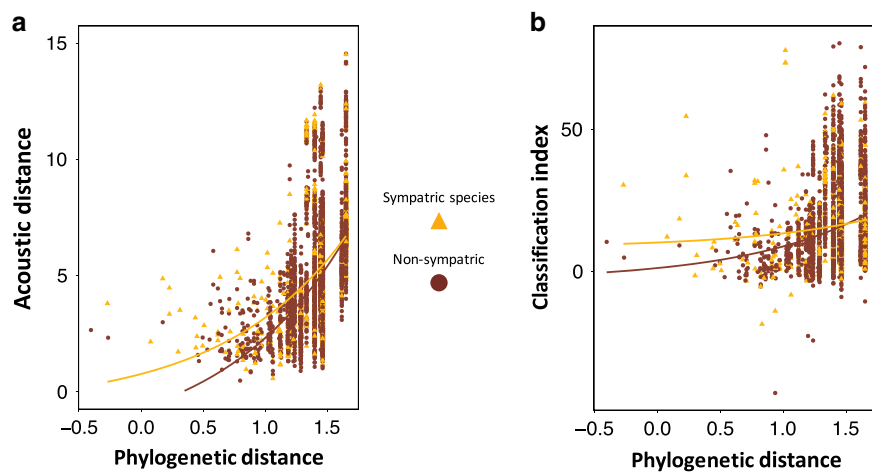 a
15
10
5
0
Acoustic distance
−0.5 0.0 0.5 1.0 1.5
Phylogenetic distance
Sympatric species
Non-sympatric
b
50
0
Classification index
−0.5 0.0 0.5 1.0 1.5
Phylogenetic distance